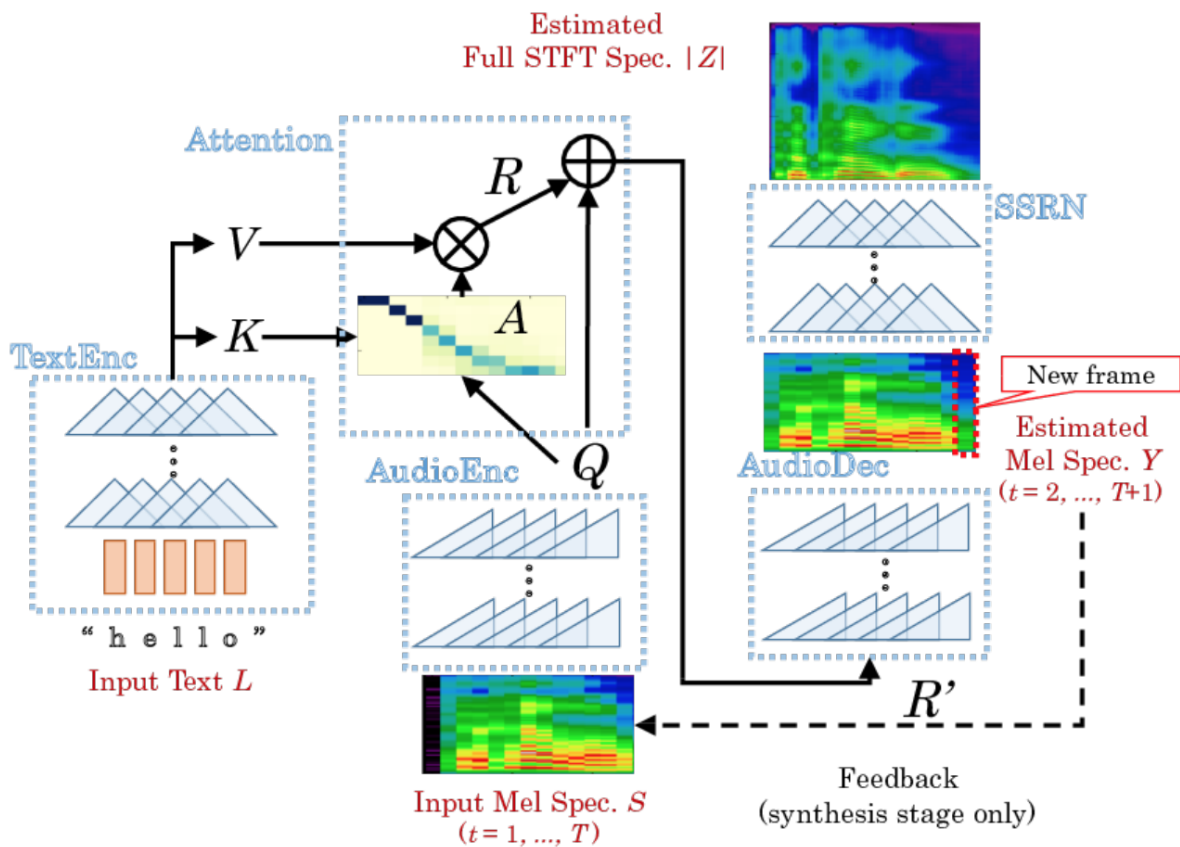 Estimated
Full STFT Spec. |Z|
Attention
R
SSRN
V
A
K
TextEnc
New frame
Q
AudioEnc
AudioDec
Estimated
Mel Spec. Y
(t = 2, ..., T+1)
“ h e l l o ”
Input Text L
R’
Input Mel Spec. S
(t = 1, ..., T)
Feedback
(synthesis stage only)